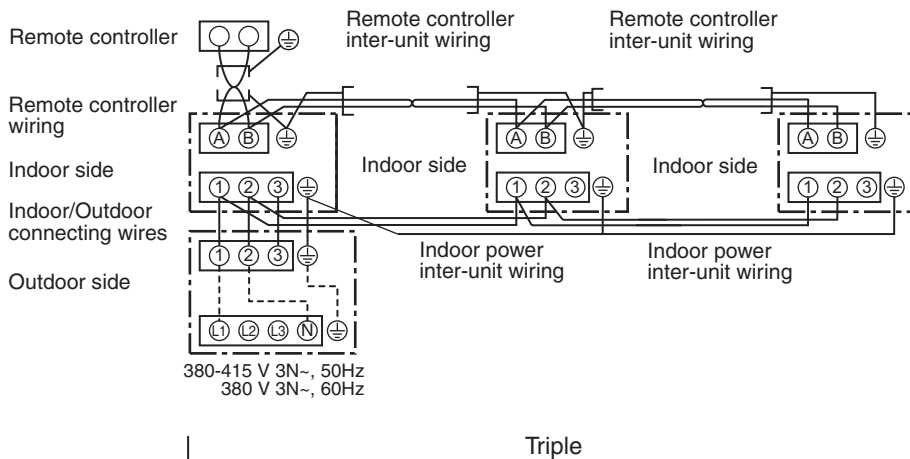 Remote controller
Remote controller
inter-unit wiring
Remote controller
inter-unit wiring
Remote controller
wiring
A B
A B
A B
Indoor side
Indoor side
Indoor side
1 2 3
1 2 3
1 2 3
Indoor/Outdoor
connecting wires
Indoor power
inter-unit wiring
Indoor power
inter-unit wiring
1 2 3
Outdoor side
L1 L2 L3 N
380-415 V 3N~, 50Hz
380 V 3N~, 60Hz
Triple